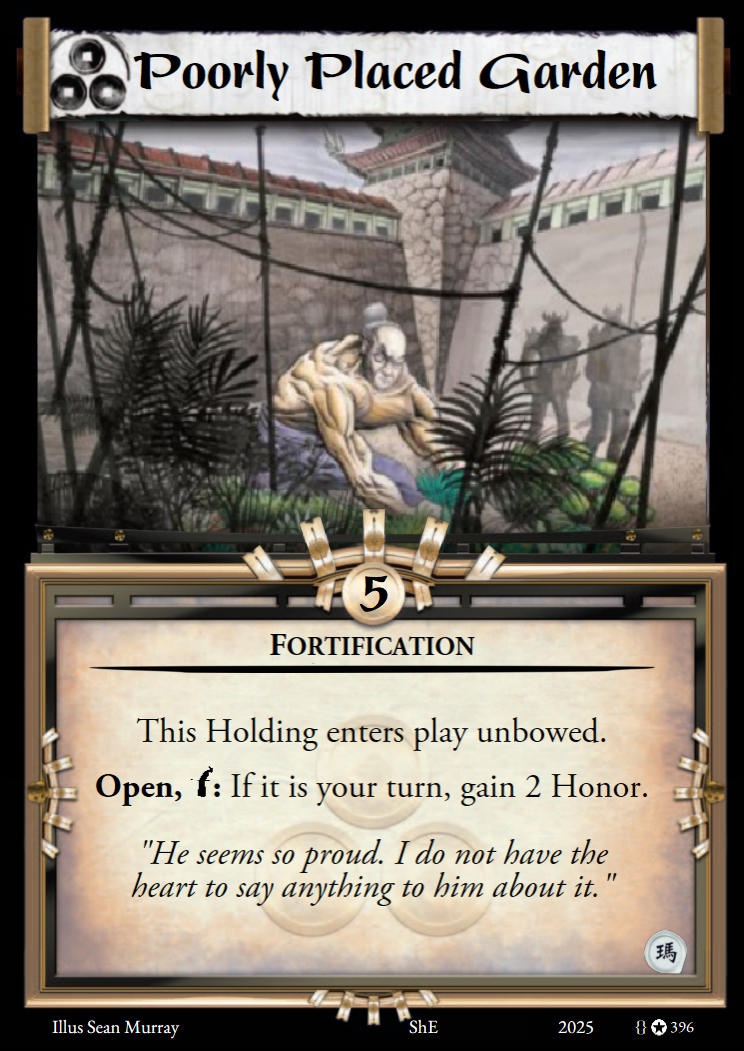 Poorly Placed Garden
5
FORTIFICATION
This Holding enters play unbowed.
Open, : If it is your turn, gain 2 Honor.
"He seems so proud. I do not have the
heart to say anything to him about it."
瑪
Illus Sean Murray ShE 2025 {} 396